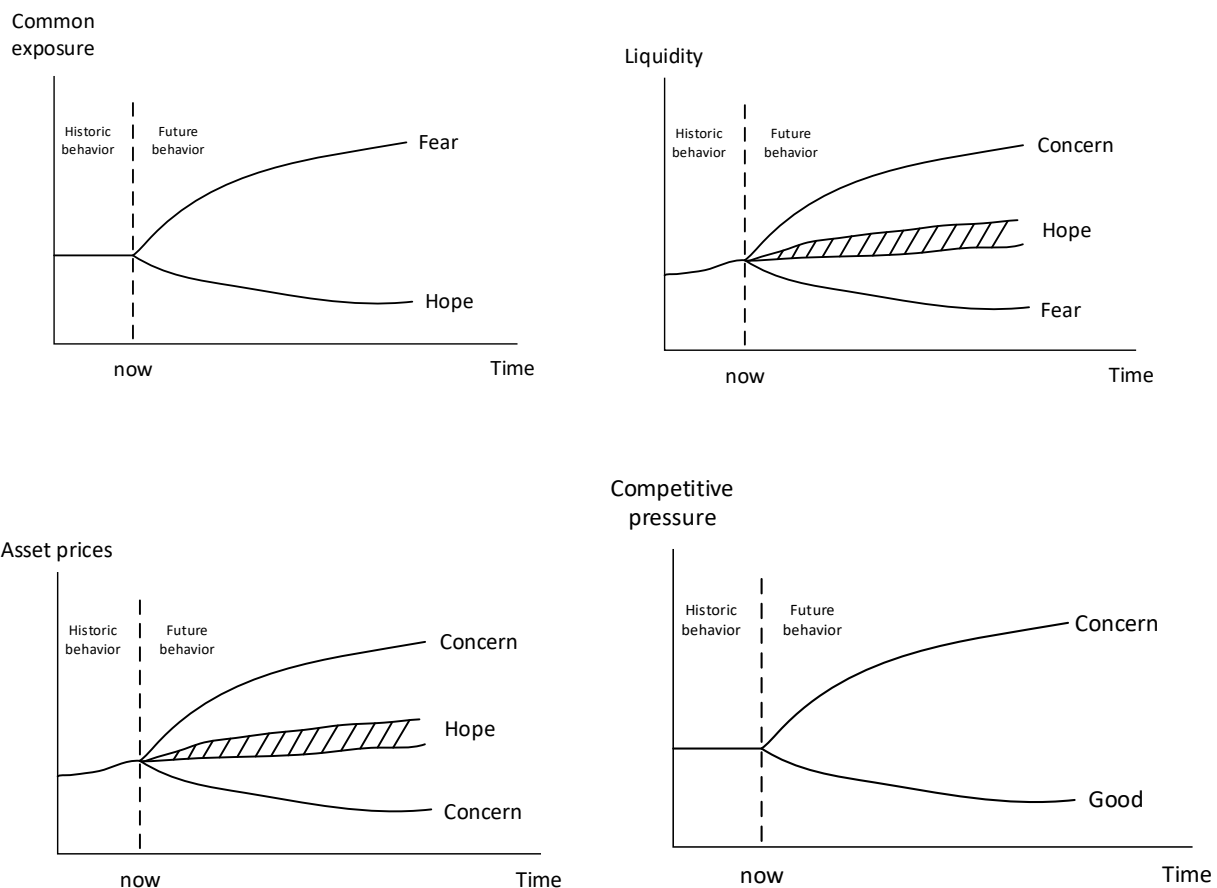 Common
exposure
Historic
behavior
Future
behavior
Fear
Hope
now
Time
Liquidity
Historic
behavior
Future
behavior
Concern
Hope
Fear
now
Time
Asset prices
Historic
behavior
Future
behavior
Concern
Hope
Concern
now
Time
Competitive
pressure
Historic
behavior
Future
behavior
Concern
Good
now
Time